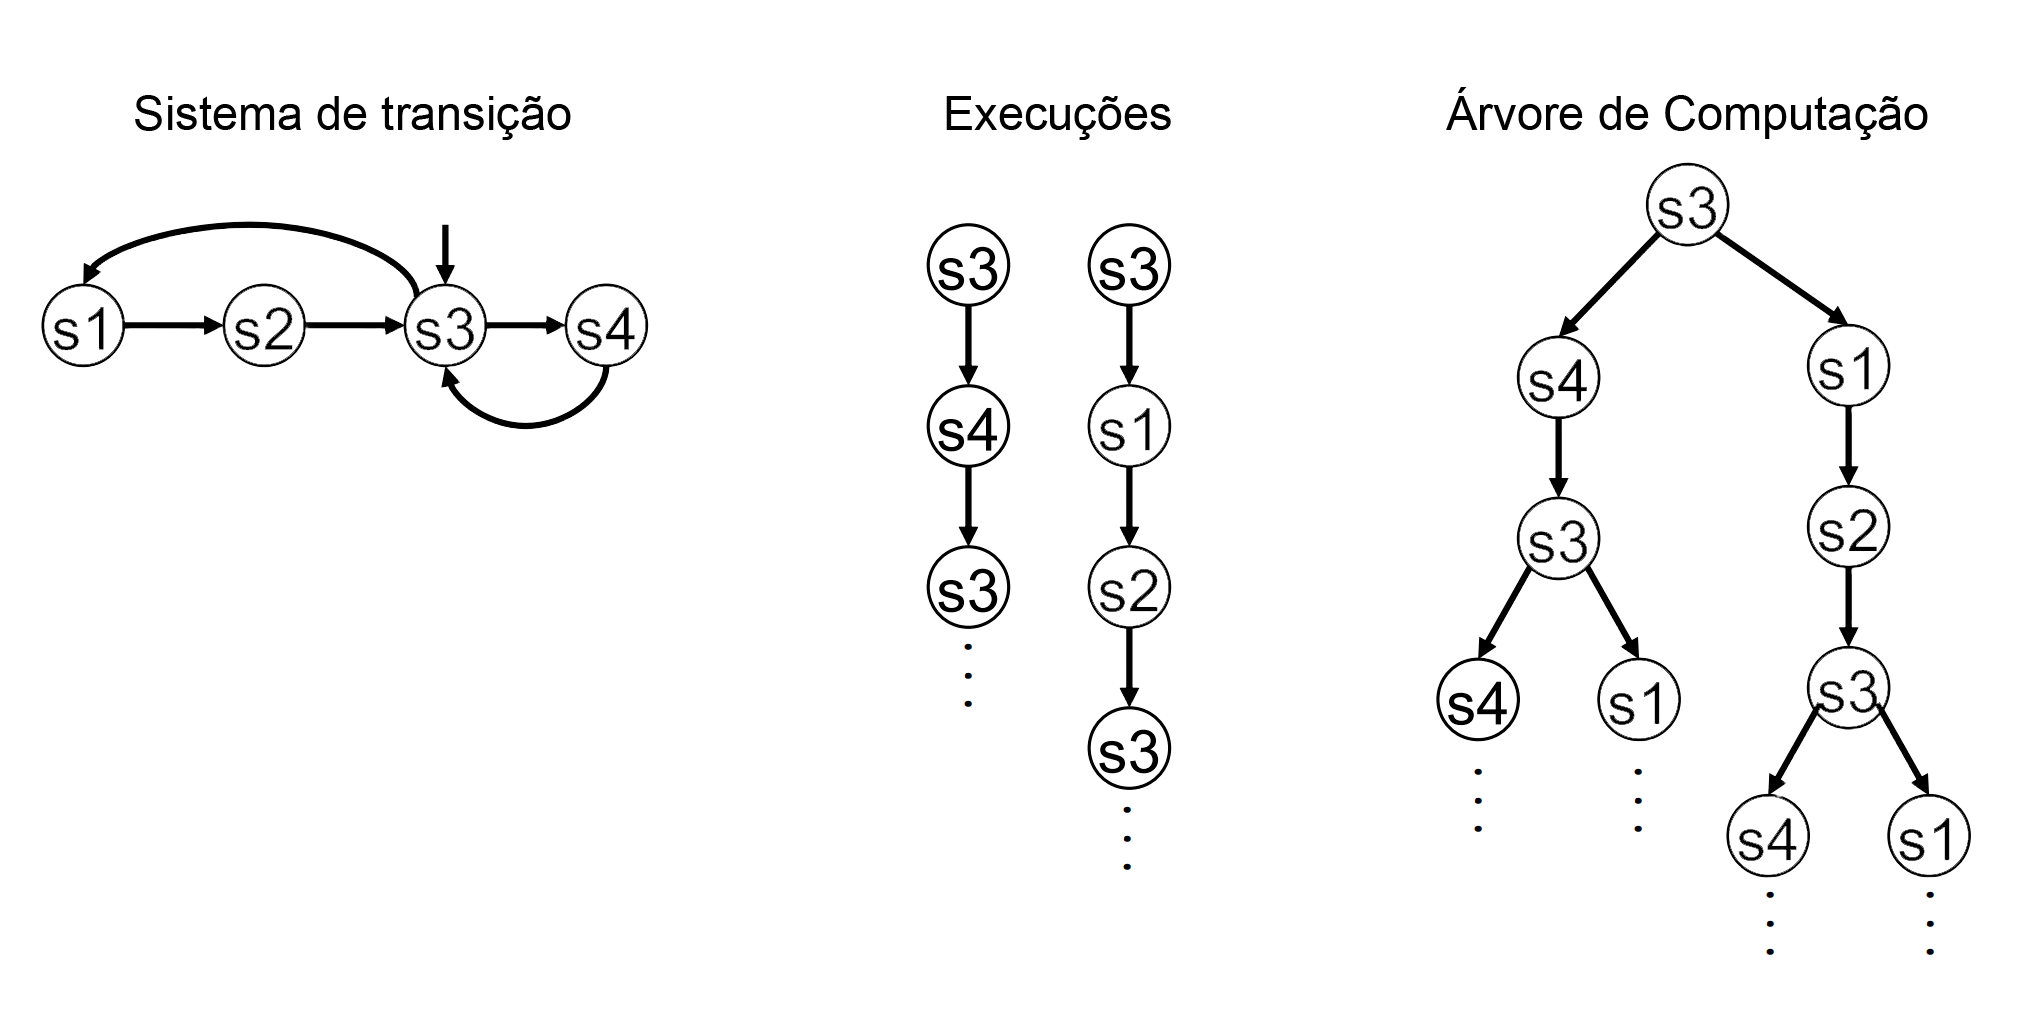 Sistema de transição
s1 s2 s3 s4
Execuções
s3 s3
s4 s1
s3 s2
s3
Árvore de Computação
s3
s4 s1
s3 s2
s4 s1 s3
s4 s1